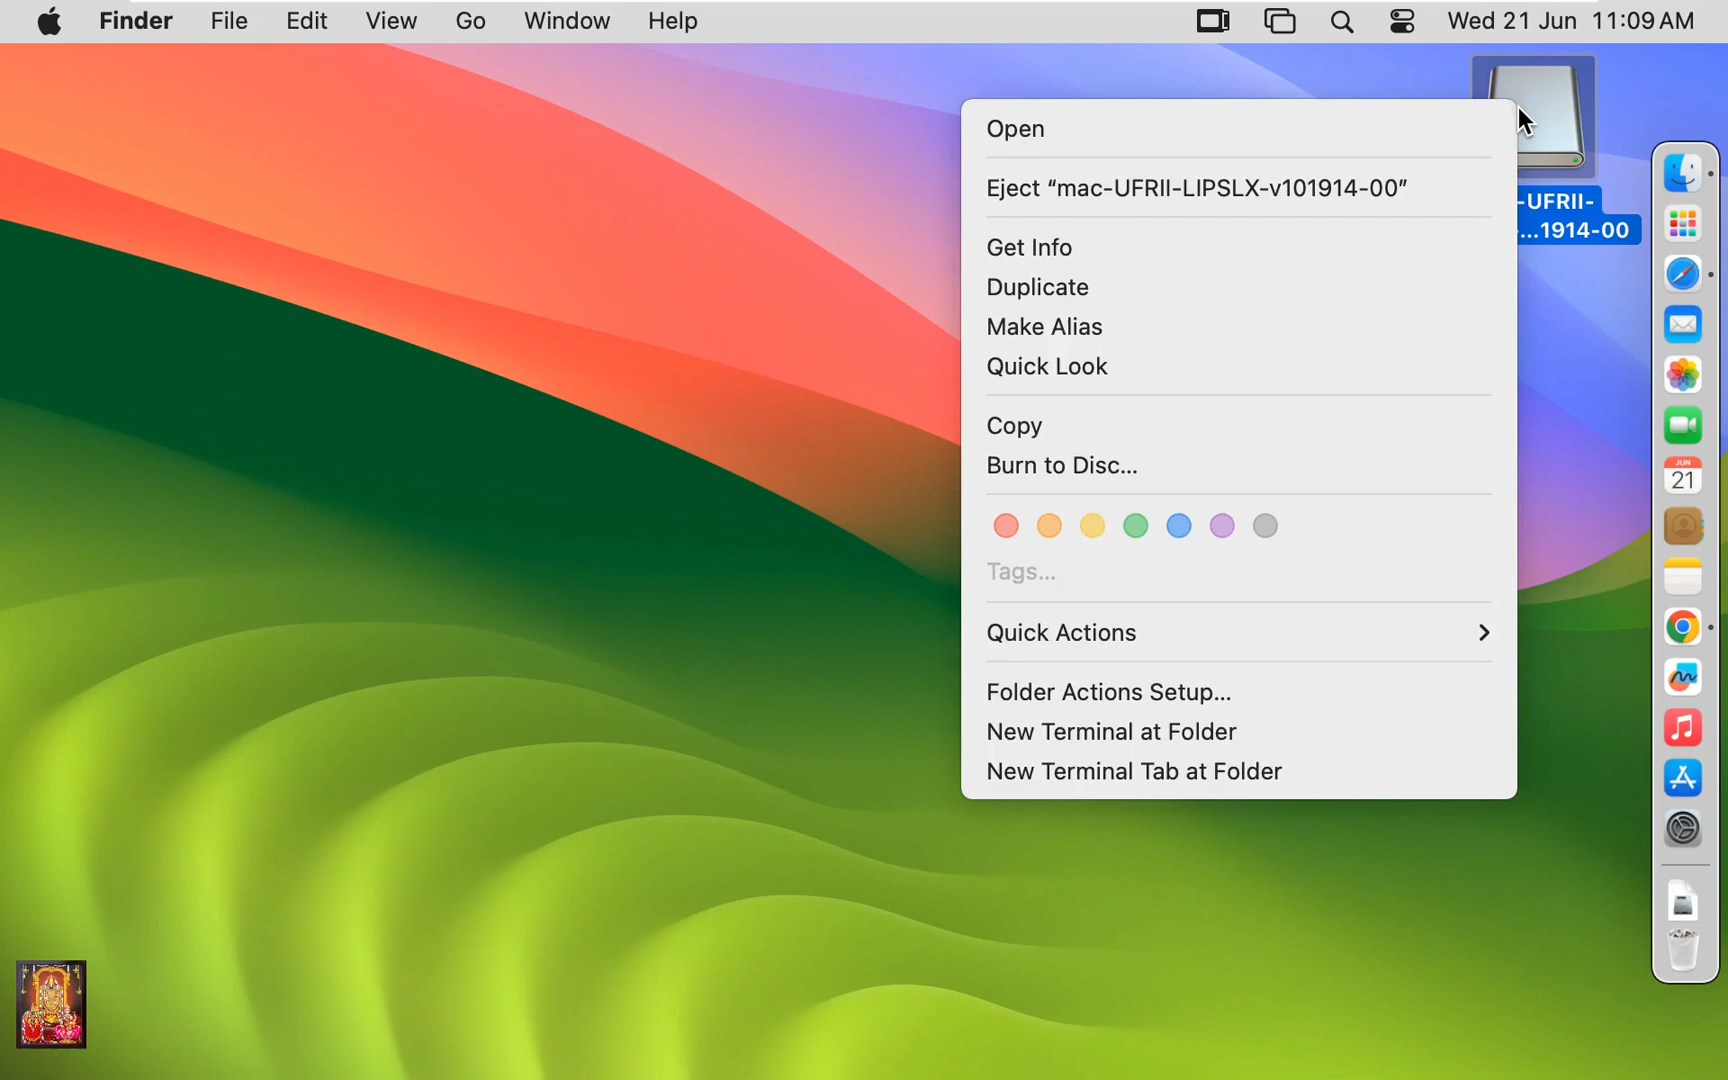 Finder File Edit View Go Window Help Wed 21 Jun 11:09 AM
Open
Eject “mac-UFRII-LIPSLX-v101914-00”
-UFRII-
...1914-00
Get Info
Duplicate
Make Alias
Quick Look
Copy
Burn to Disc...
Tags...
Quick Actions
Folder Actions Setup...
New Terminal at Folder
New Terminal Tab at Folder
JUN
21